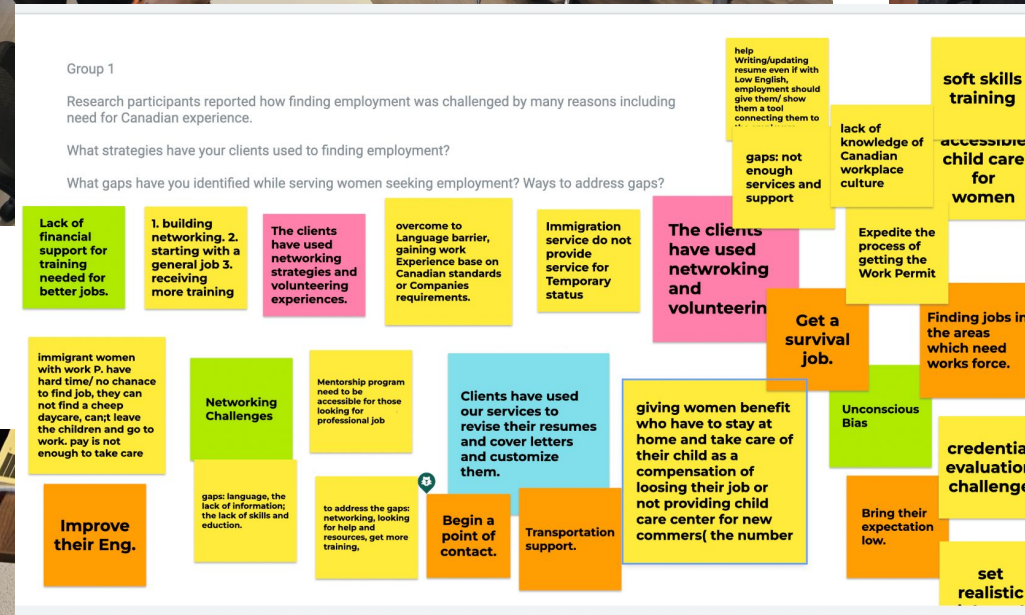 Group 1
Research participants reported how finding employment was challenged by many reasons including
need for Canadian experience.
What strategies have your clients used to finding employment?
What gaps have you identified while serving women seeking employment? Ways to address gaps?
help
Writing/updating
resume even if with
Low English,
employment should
give them/ show
them a tool
connecting them to
soft skills
training
lack of
knowledge of
Canadian
workplace
culture
accessible
child care
for
women
gaps: not
enough
services and
support
Lack of
financial
support for
training
needed for
better jobs.
1. building
networking. 2.
starting with a
general job 3.
receiving
more training
The clients
have used
networking
strategies and
volunteering
experiences.
overcome to
Language barrier,
gaining work
Experience base on
Canadian standards
or Companies
requirements.
Immigration
service do not
provide
service for
Temporary
status
The clients
have used
netwroking
and
volunteerin
Expedite the
process of
getting the
Work Permit
Get a
survival
job.
Finding jobs in
the areas
which need
works force.
immigrant women
with work P. have
hard time/ no chanace
to find job, they can
not find a cheep
daycare, can;t leave
the children and go to
work. pay is not
enough to take care
Networking
Challenges
Mentorship program
need to be
accessible for those
looking for
professional job
Clients have used
our services to
revise their resumes
and cover letters
and customize
them.
giving women benefit
who have to stay at
home and take care of
their child as a
compensation of
loosing their job or
not providing child
care center for new
commers( the number
Unconscious
Bias
credentia
evaluation
challenge
Improve
their Eng.
gaps: language, the
lack of information;
the lack of skills and
eduction.
to address the gaps:
networking, looking
for help and
resources, get more
training,
Begin a
point of
contact.
Transportation
support.
Bring their
expectation
low.
set
realistic